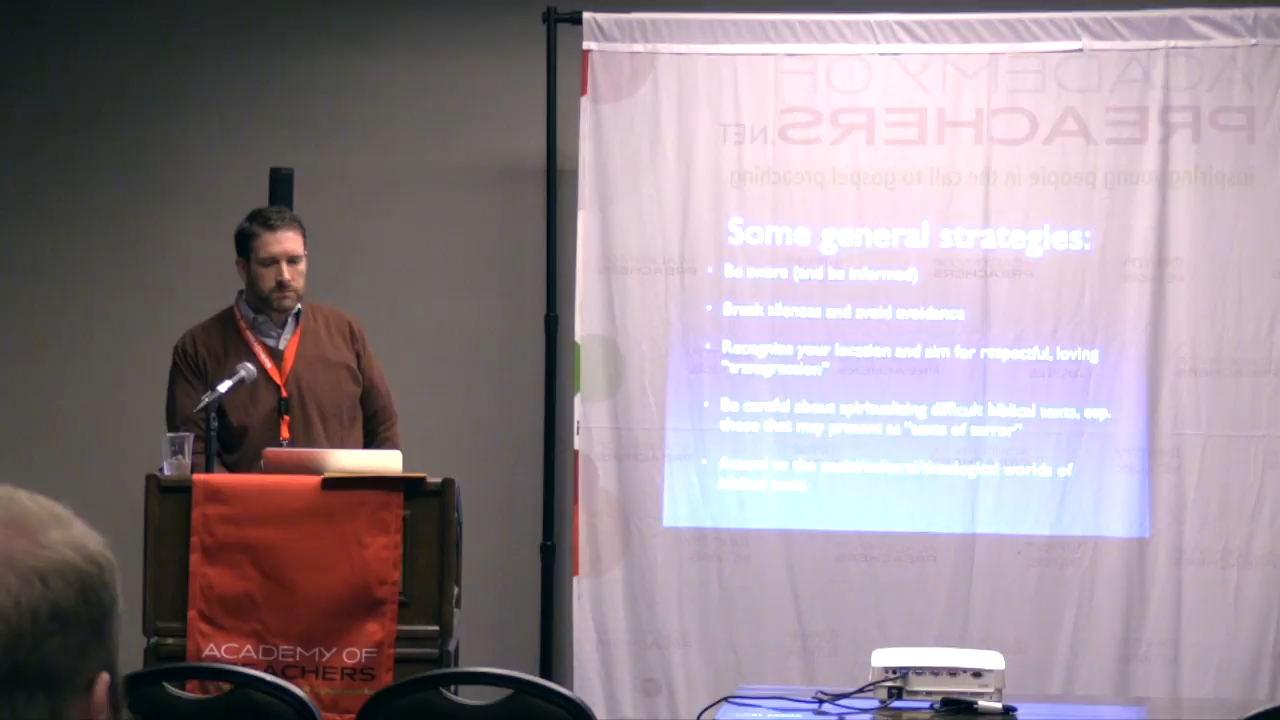 ACADEMY OF
PREACHERS.NET
inspiring young people in the call to gospel preaching
Some general strategies:
• Be aware (and be informed)
• Break silences and avoid avoidance
• Recognize your location and aim for respectful, loving
"transgression"
• Be careful about spiritualizing difficult biblical texts, esp.
those that may present as "texts of terror"
• Attend to the social/cultural/theological worlds of
biblical texts
ACADEMY OF
PREACHERS